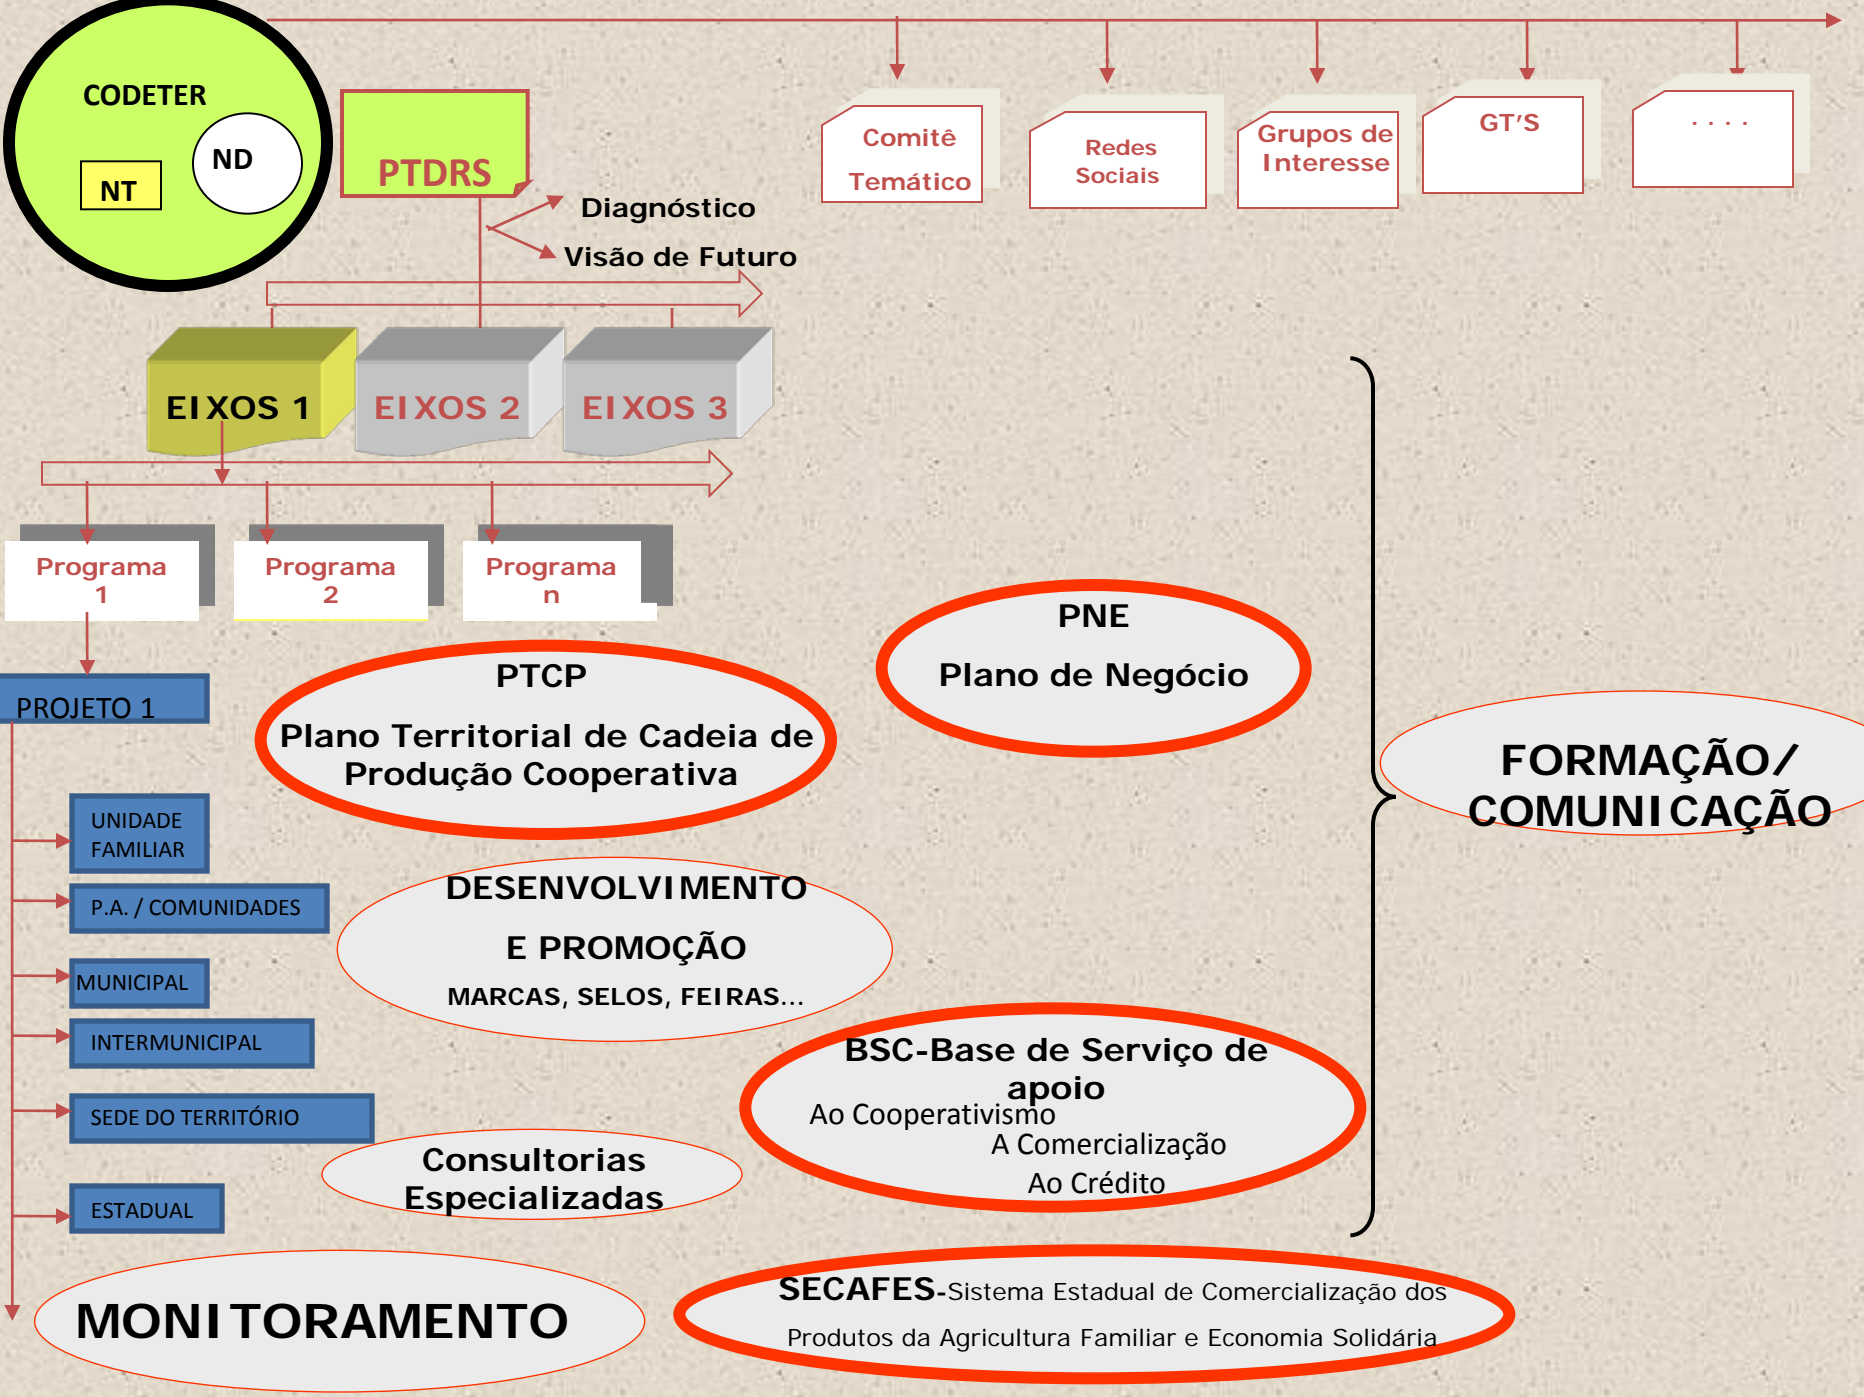 CODETER
ND
NT
PTDRS
Diagnóstico
Visão de Futuro
Comitê
Temático
Redes
Sociais
Grupos de
Interesse
GT'S
. . . .
EIXOS 1
EIXOS 2
EIXOS 3
Programa
1
Programa
2
Programa
n
PROJETO 1
PTCP
Plano Territorial de Cadeia de
Produção Cooperativa
PNE
Plano de Negócio
FORMAÇÃO/
COMUNICAÇÃO
UNIDADE
FAMILIAR
P.A. / COMUNIDADES
MUNICIPAL
INTERMUNICIPAL
SEDE DO TERRITÓRIO
ESTADUAL
DESENVOLVIMENTO
E PROMOÇÃO
MARCAS, SELOS, FEIRAS...
BSC-Base de Serviço de
apoio
Ao Cooperativismo
A Comercialização
Ao Crédito
Consultorias
Especializadas
MONITORAMENTO
SECAFES-Sistema Estadual de Comercialização dos
Produtos da Agricultura Familiar e Economia Solidária